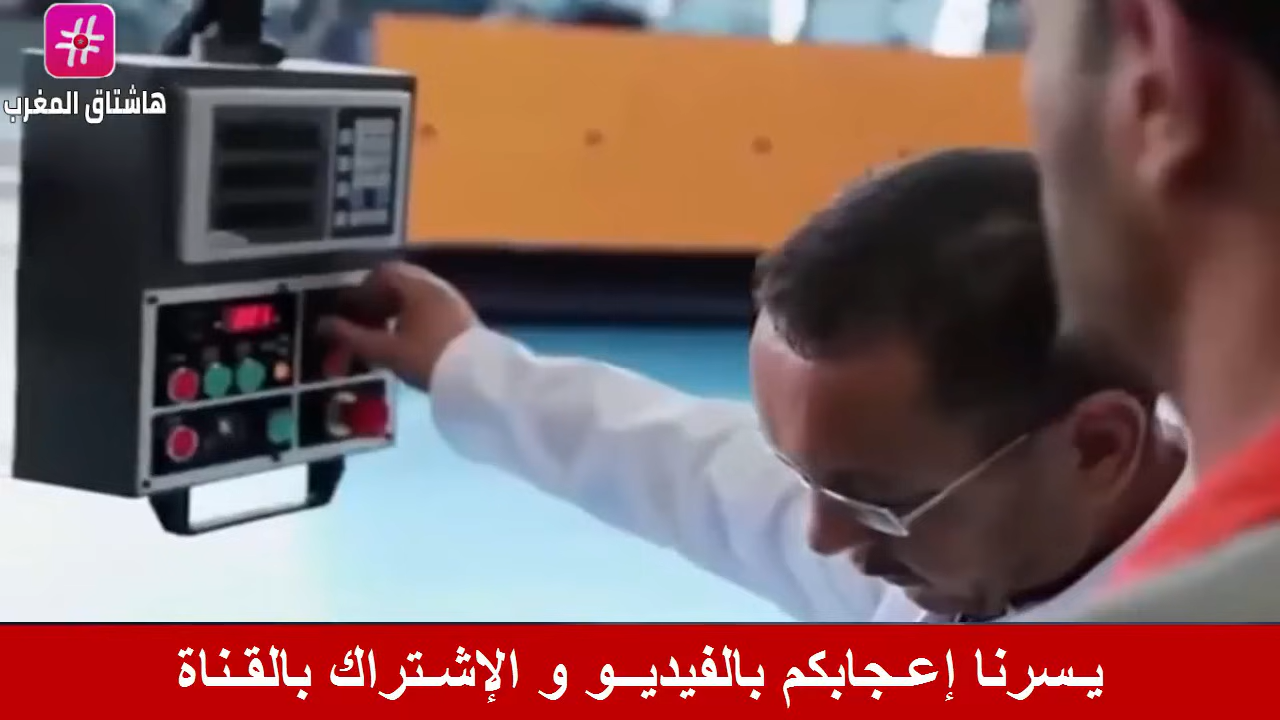 هاشتاق المغرب
يسرنا إعجابكم بالفيديو و الإشتراك بالقناة